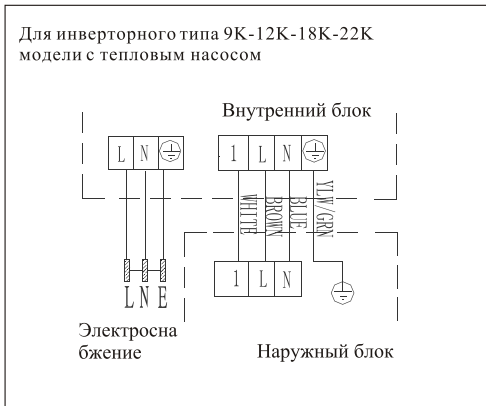 Для инверторного типа 9K-12K-18K-22K
модели с тепловым насосом
Внутренний блок
L N
1 L N
WHITE
BROWN
BLUE
YLW/GRN
1 L N
L N E
Электросна
бжение
Наружный блок